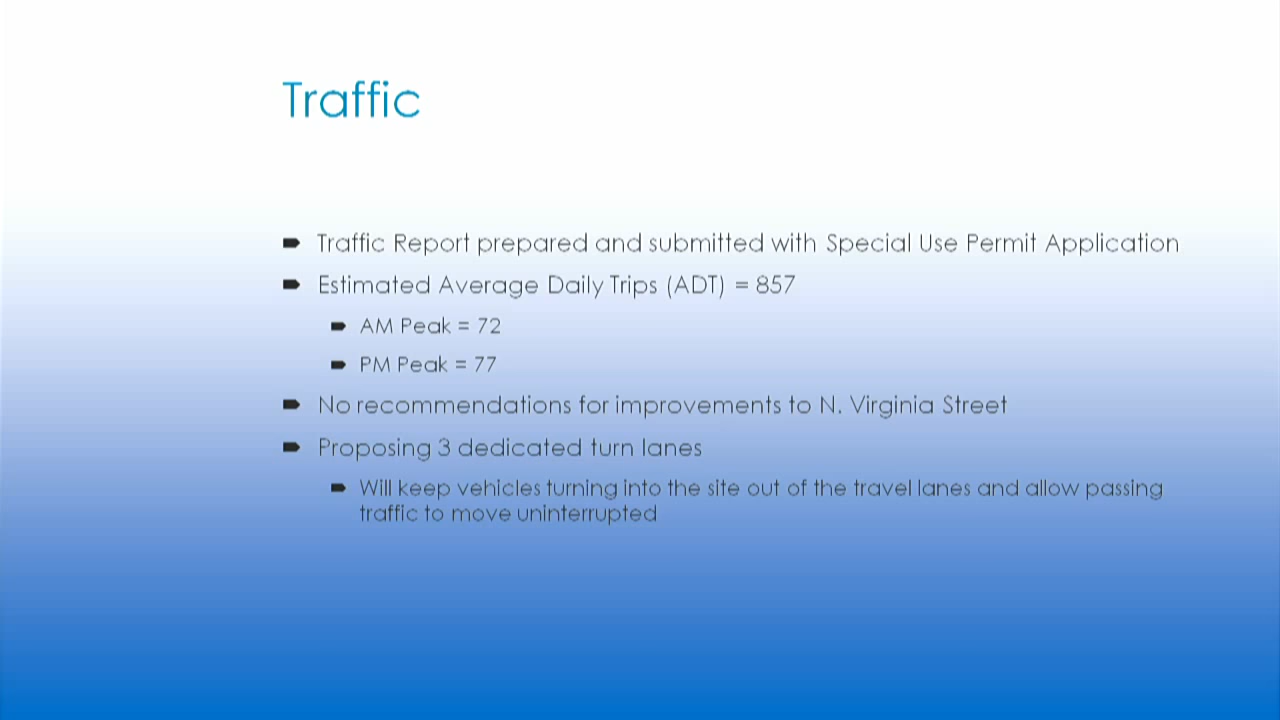 Traffic
Traffic Report prepared and submitted with Special Use Permit Application
Estimated Average Daily Trips (ADT) = 857
AM Peak = 72
PM Peak = 77
No recommendations for improvements to N. Virginia Street
Proposing 3 dedicated turn lanes
Will keep vehicles turning into the site out of the travel lanes and allow passing
traffic to move uninterrupted